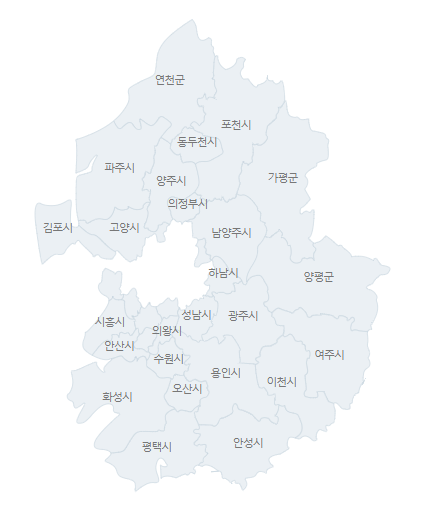 연천군
포천시
동두천시
파주시
양주시
가평군
의정부시
김포시
고양시
남양주시
하남시
양평군
시흥시
성남시
광주시
의왕시
안산시
수원시
여주시
용인시
이천시
오산시
화성시
평택시
안성시